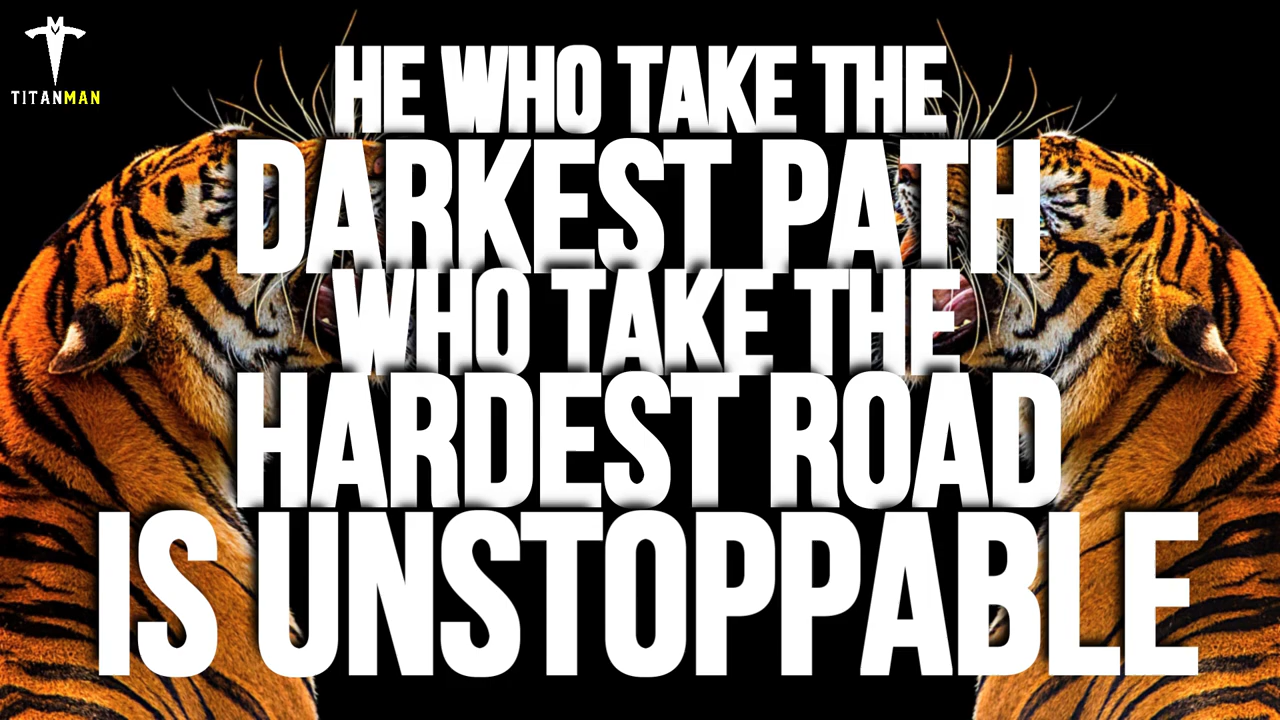 TITANMAN
HE WHO TAKE THE
DARKEST PATH
WHO TAKE THE
HARDEST ROAD
IS UNSTOPPABLE